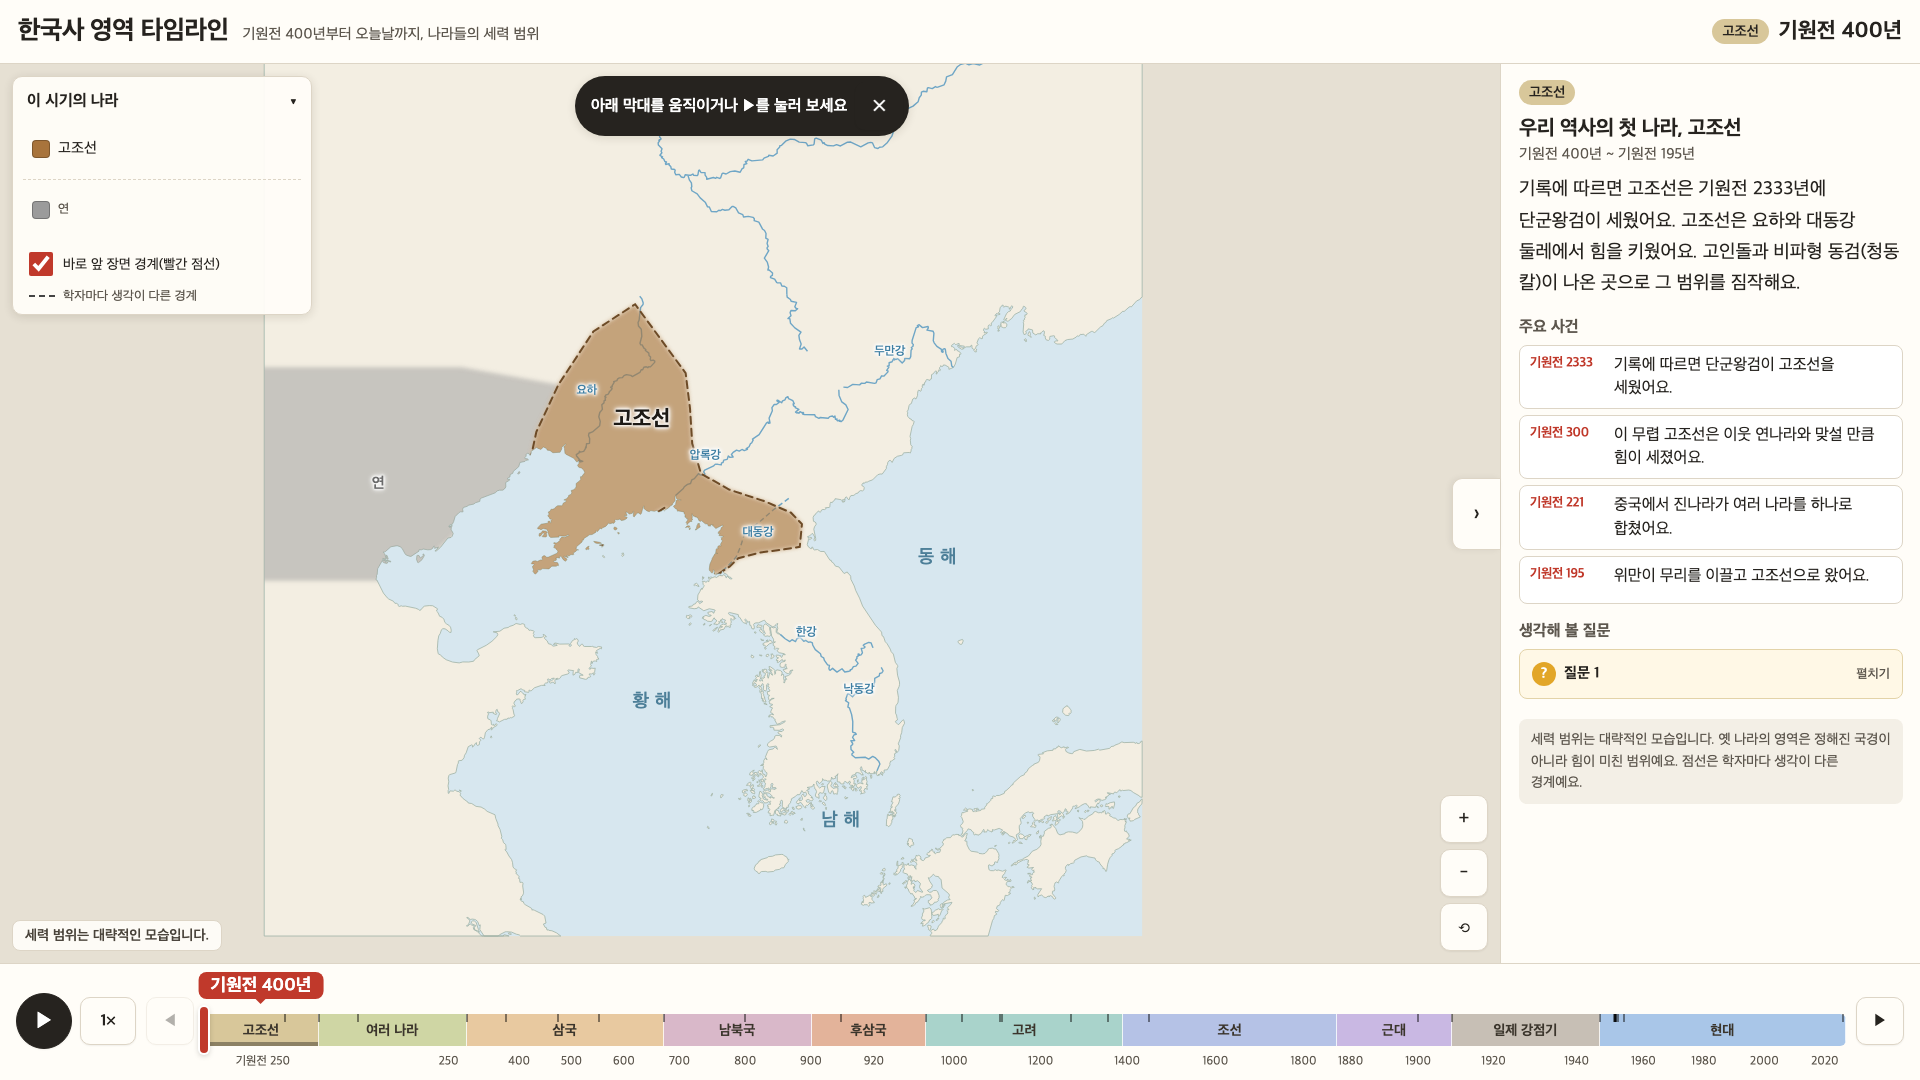 한국사 영역 타임라인
기원전 400년부터 오늘날까지, 나라들의 세력 범위
고조선
기원전 400년
이 시기의 나라
▼
고조선
연
바로 앞 장면 경계(빨간 점선)
학자마다 생각이 다른 경계
아래 막대를 움직이거나 ▶를 눌러 보세요 ✕
두만강
요하
고조선
압록강
연
대동강
동해
한강
낙동강
황해
남해
세력 범위는 대략적인 모습입니다.
›
+
−
⟲
고조선
우리 역사의 첫 나라, 고조선
기원전 400년 ~ 기원전 195년
기록에 따르면 고조선은 기원전 2333년에
단군왕검이 세웠어요. 고조선은 요하와 대동강
둘레에서 힘을 키웠어요. 고인돌과 비파형 동검(청동
칼)이 나온 곳으로 그 범위를 짐작해요.
주요 사건
기원전 2333 기록에 따르면 단군왕검이 고조선을
세웠어요.
기원전 300 이 무렵 고조선은 이웃 연나라와 맞설 만큼
힘이 세졌어요.
기원전 221 중국에서 진나라가 여러 나라를 하나로
합쳤어요.
기원전 195 위만이 무리를 이끌고 고조선으로 왔어요.
생각해 볼 질문
? 질문 1 펼치기
세력 범위는 대략적인 모습입니다. 옛 나라의 영역은 정해진 국경이
아니라 힘이 미친 범위예요. 점선은 학자마다 생각이 다른
경계예요.
기원전 400년
1×
고조선 여러 나라 삼국 남북국 후삼국 고려 조선 근대 일제 강점기 현대
기원전 250 250 400 500 600 700 800 900 920 1000 1200 1400 1600 1800 1880 1900 1920 1940 1960 1980 2000 2020